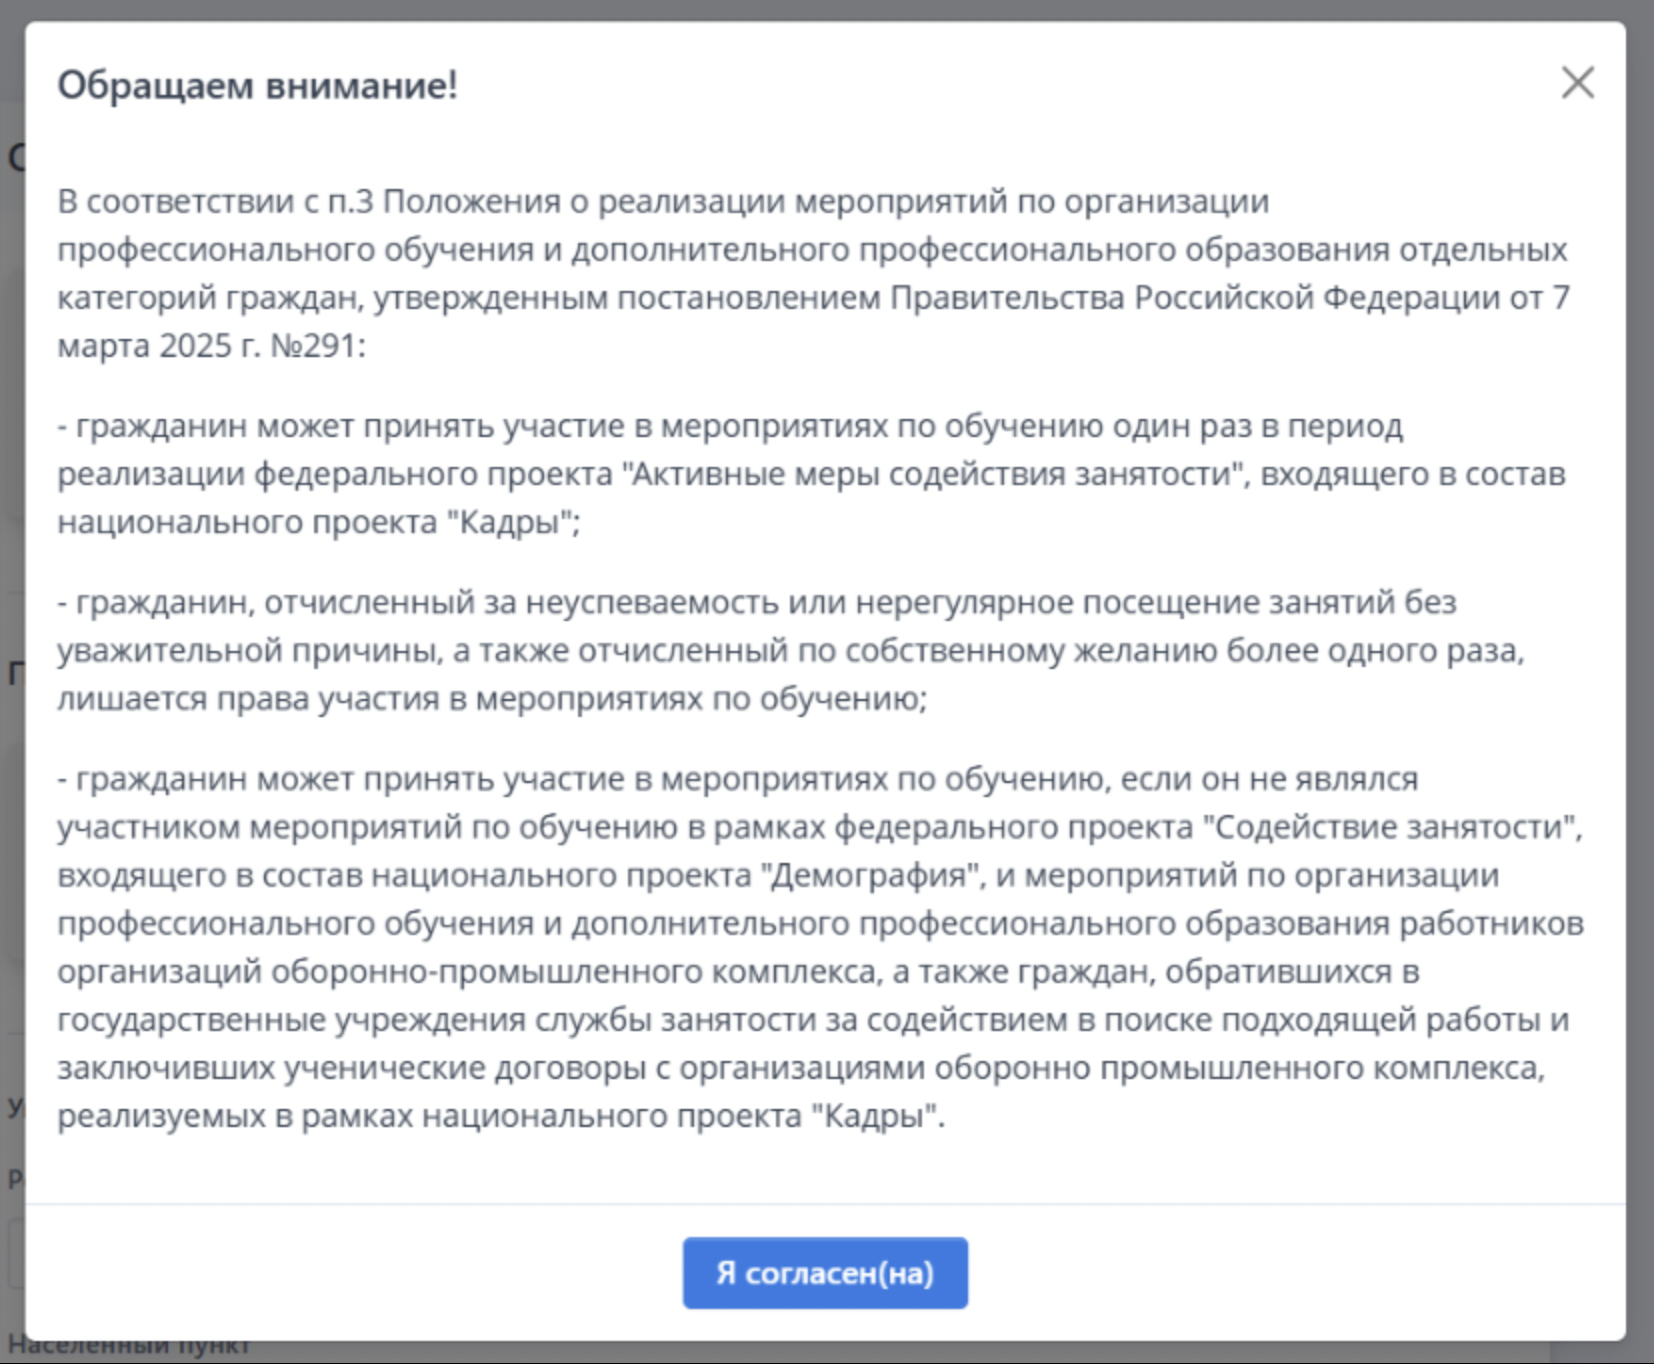 Обращаем внимание!
В соответствии с п.3 Положения о реализации мероприятий по организации
профессионального обучения и дополнительного профессионального образования отдельных
категорий граждан, утвержденным постановлением Правительства Российской Федерации от 7
марта 2025 г. №291:
- гражданин может принять участие в мероприятиях по обучению один раз в период
реализации федерального проекта "Активные меры содействия занятости", входящего в состав
национального проекта "Кадры";
- гражданин, отчисленный за неуспеваемость или нерегулярное посещение занятий без
уважительной причины, а также отчисленный по собственному желанию более одного раза,
лишается права участия в мероприятиях по обучению;
- гражданин может принять участие в мероприятиях по обучению, если он не являлся
участником мероприятий по обучению в рамках федерального проекта "Содействие занятости",
входящего в состав национального проекта "Демография", и мероприятий по организации
профессионального обучения и дополнительного профессионального образования работников
организаций оборонно-промышленного комплекса, а также граждан, обратившихся в
государственные учреждения службы занятости за содействием в поиске подходящей работы и
заключивших ученические договоры с организациями оборонно промышленного комплекса,
реализуемых в рамках национального проекта "Кадры".
Я согласен(на)
Населенный пункт